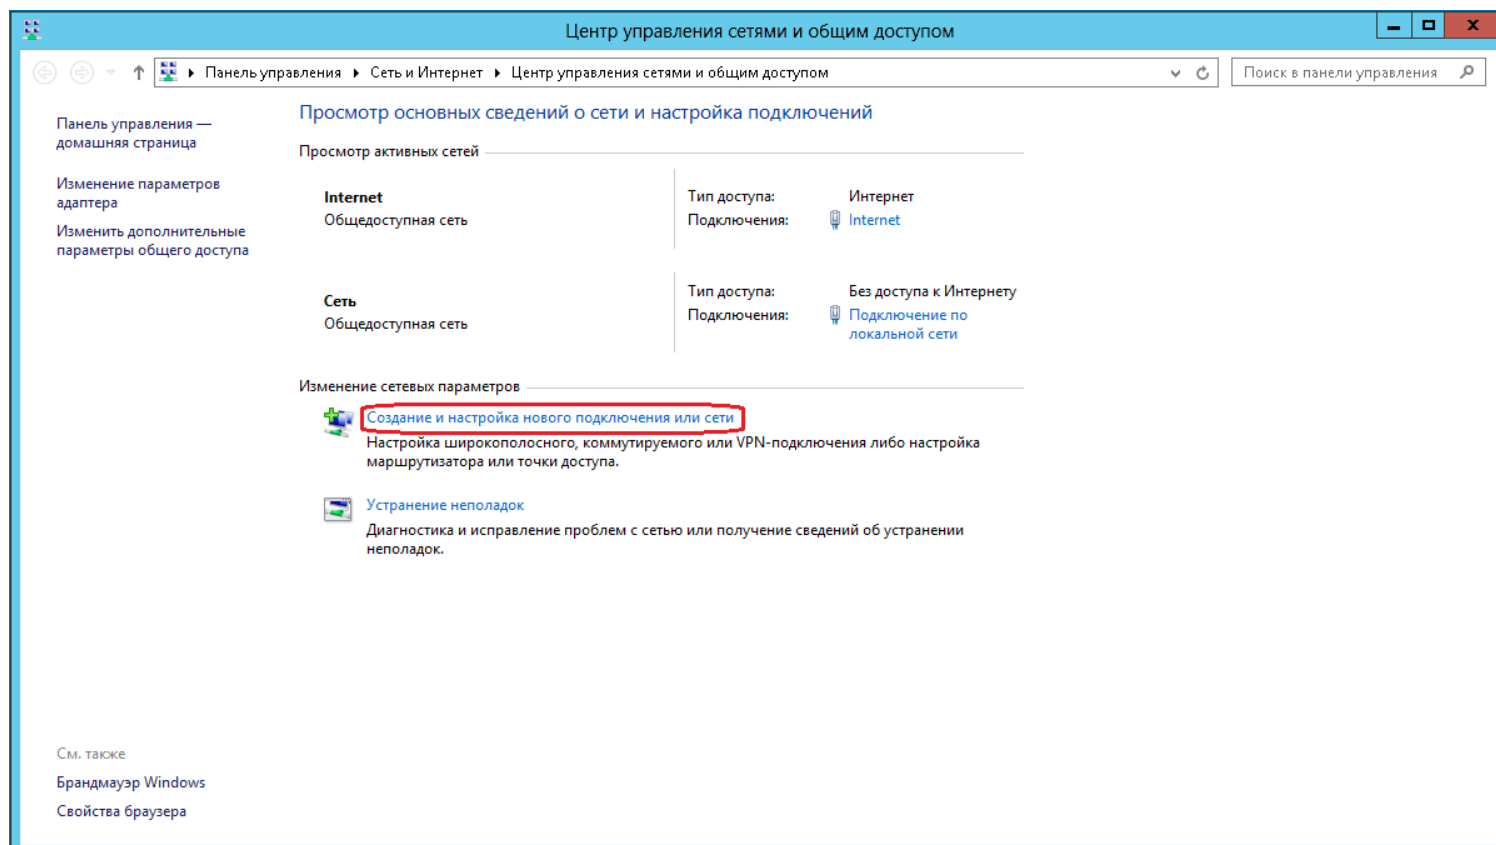 Центр управления сетями и общим доступом
Панель управления ▸ Сеть и Интернет ▸ Центр управления сетями и общим доступом
Поиск в панели управления
Панель управления —
домашняя страница
Изменение параметров
адаптера
Изменить дополнительные
параметры общего доступа
Просмотр основных сведений о сети и настройка подключений
Просмотр активных сетей
Internet
Общедоступная сеть
Тип доступа: Интернет
Подключения: Internet
Сеть
Общедоступная сеть
Тип доступа: Без доступа к Интернету
Подключения: Подключение по
локальной сети
Изменение сетевых параметров
Создание и настройка нового подключения или сети
Настройка широкополосного, коммутируемого или VPN-подключения либо настройка
маршрутизатора или точки доступа.
Устранение неполадок
Диагностика и исправление проблем с сетью или получение сведений об устранении
неполадок.
См. также
Брандмауэр Windows
Свойства браузера